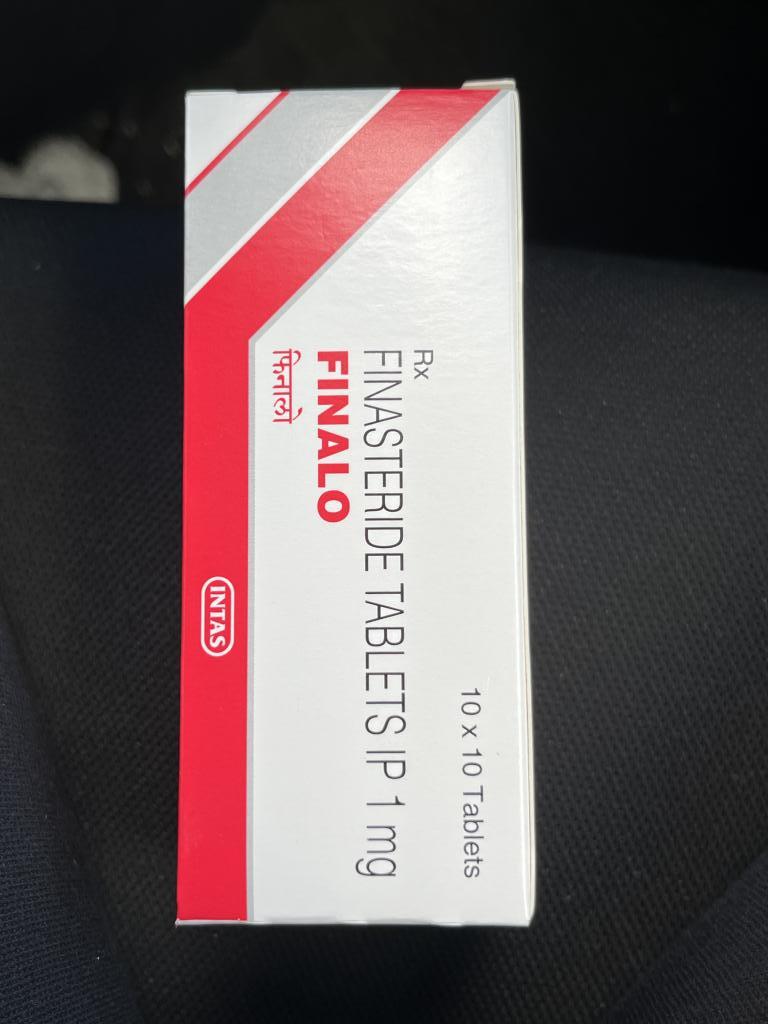 10 x 10 Tablets
Rx
FINASTERIDE TABLETS IP 1 mg
FINALO
फिनालो
INTAS